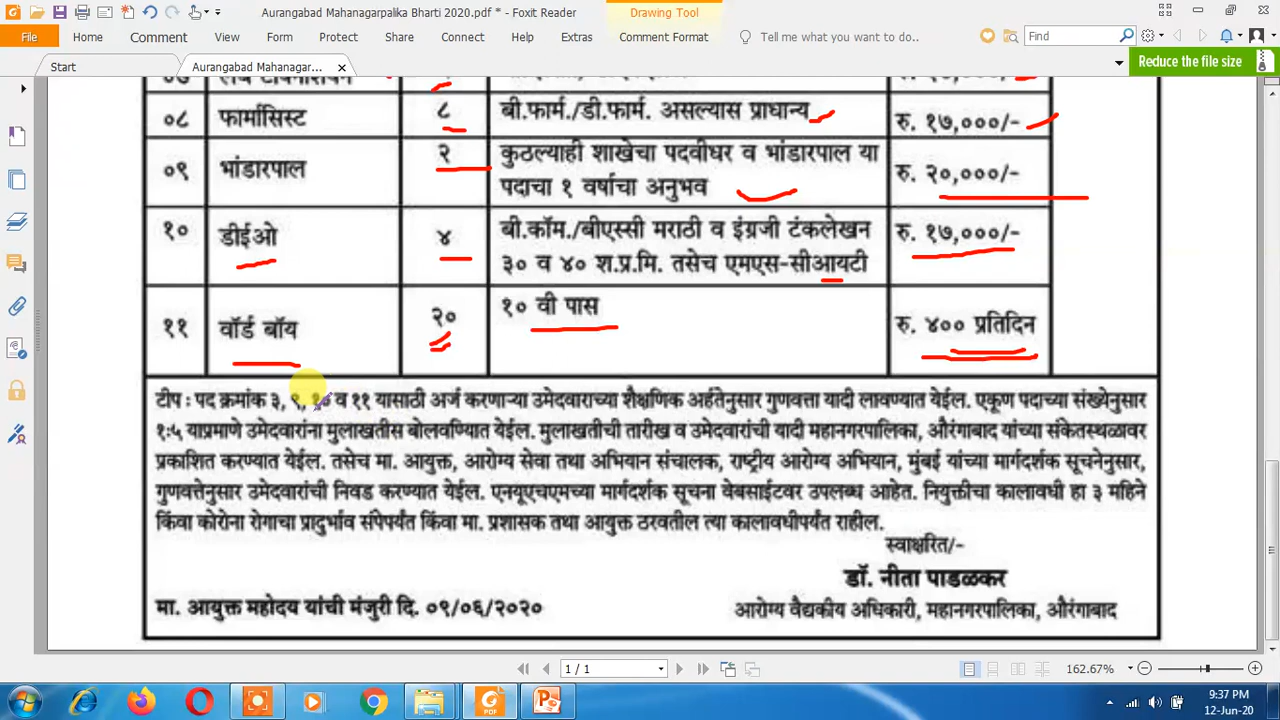 Aurangabad Mahanagarpalika Bharti 2020.pdf * - Foxit Reader
Drawing Tool
File Home Comment View Form Protect Connect Help Extras Comment Format Tell me what you want to do... Find
Start Aurangabad Mahanagar... Reduce the file size
०८ फार्मासिस्ट ८ बी.फार्म./डी.फार्म. असल्यास प्राधान्य रु. १७,०००/-
०९ भांडारपाल २ कुठल्याही शाखेचा पदवीधर व भांडारपाल या
पदाचा १ वर्षाचा अनुभव रु. २०,०००/-
१० डीईओ ४ बी.कॉम./बीएस्सी मराठी व इंग्रजी टंकलेखन रु. १७,०००/-
३० व ४० श.प्र.मि. तसेच एमएस-सीआयटी
११ वॉर्ड बॉय २० १० वी पास रु. ४०० प्रतिदिन
टीप : पद क्रमांक ३, ९, १० व ११ यासाठी अर्ज करणाऱ्या उमेदवाराच्या शैक्षणिक अर्हतेनुसार गुणवत्ता यादी लावण्यात येईल. एकूण पदाच्या संख्येनुसार
१:५ याप्रमाणे उमेदवारांना मुलाखतीस बोलवण्यात येईल. मुलाखतीची तारीख व उमेदवारांची यादी महानगरपालिका, औरंगाबाद यांच्या संकेतस्थळावर
प्रकाशित करण्यात येईल. तसेच मा. आयुक्त, आरोग्य सेवा तथा अभियान संचालक, राष्ट्रीय आरोग्य अभियान, मुंबई यांच्या मार्गदर्शक सूचनेनुसार,
गुणवत्तेनुसार उमेदवारांची निवड करण्यात येईल. एनयूएचएमच्या मार्गदर्शक सूचना वेबसाईटवर उपलब्ध आहेत. नियुक्तीचा कालावधी हा ३ महिने
किंवा कोरोना रोगाचा प्रादुर्भाव संपेपर्यंत किंवा मा. प्रशासक तथा आयुक्त ठरवतील त्या कालावधीपर्यंत राहील.
स्वाक्षरित/-
डॉ. नीता पाडळकर
मा. आयुक्त महोदय यांची मंजुरी दि. ०९/०६/२०२० आरोग्य वैद्यकीय अधिकारी, महानगरपालिका, औरंगाबाद
1 / 1 162.67%
9:37 PM
12-Jun-20